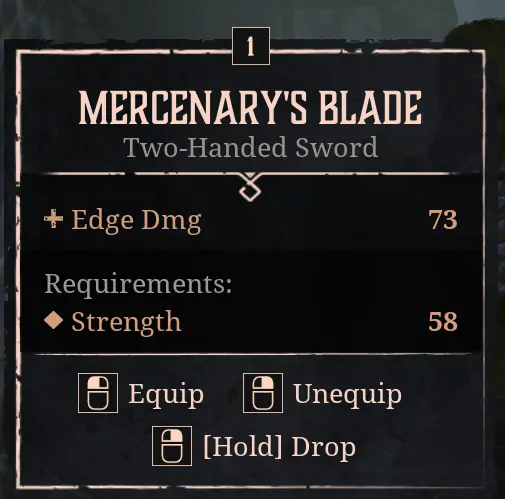 1
MERCENARY'S BLADE
Two-Handed Sword
Edge Dmg 73
Requirements:
Strength 58
Equip Unequip
[Hold] Drop